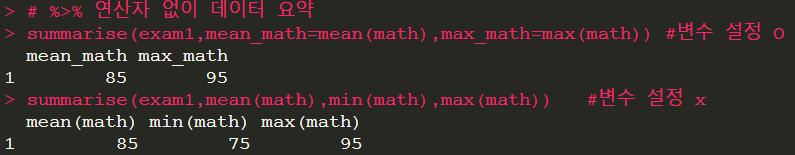 > # %>% 연산자 없이 데이터 요약
> summarise(exam1,mean_math=mean(math),max_math=max(math)) #변수 설정 O
mean_math max_math
1 85 95
> summarise(exam1,mean(math),min(math),max(math)) #변수 설정 x
mean(math) min(math) max(math)
1 85 75 95